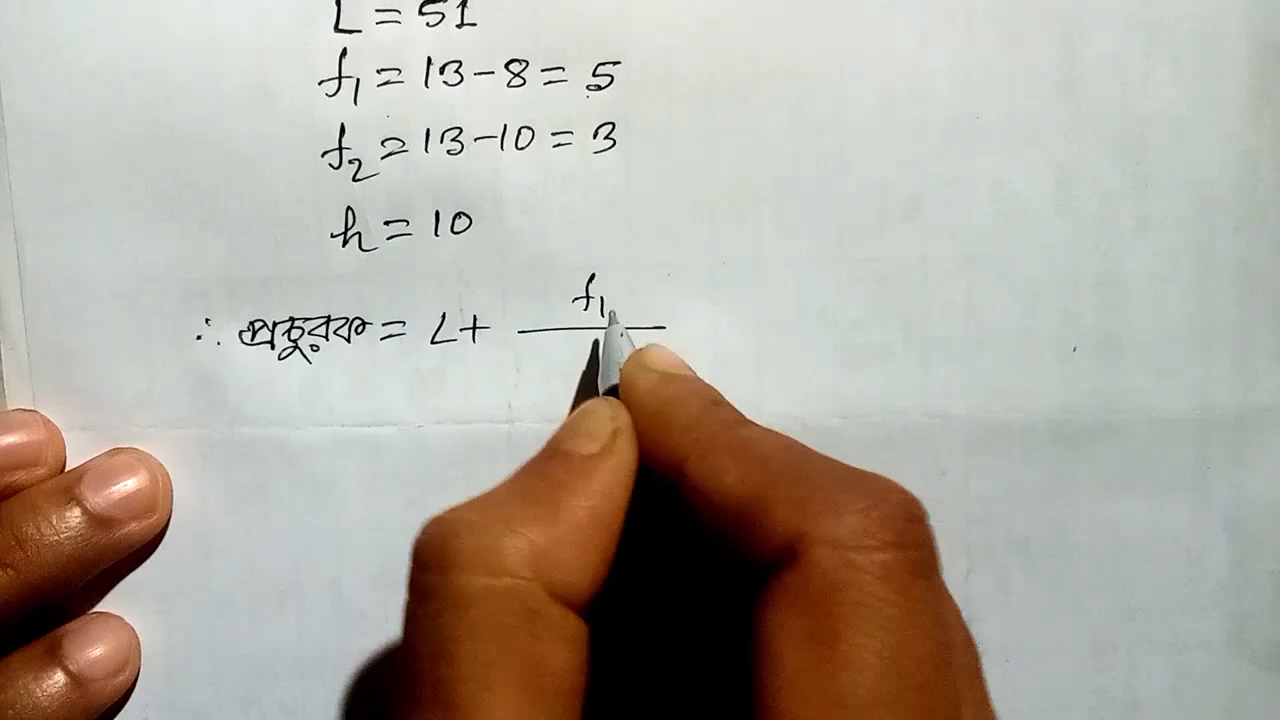 L = 51
f₁ = 13 - 8 = 5
f₂ = 13 - 10 = 3
h = 10
∴ প্রচুরক = L + f₁